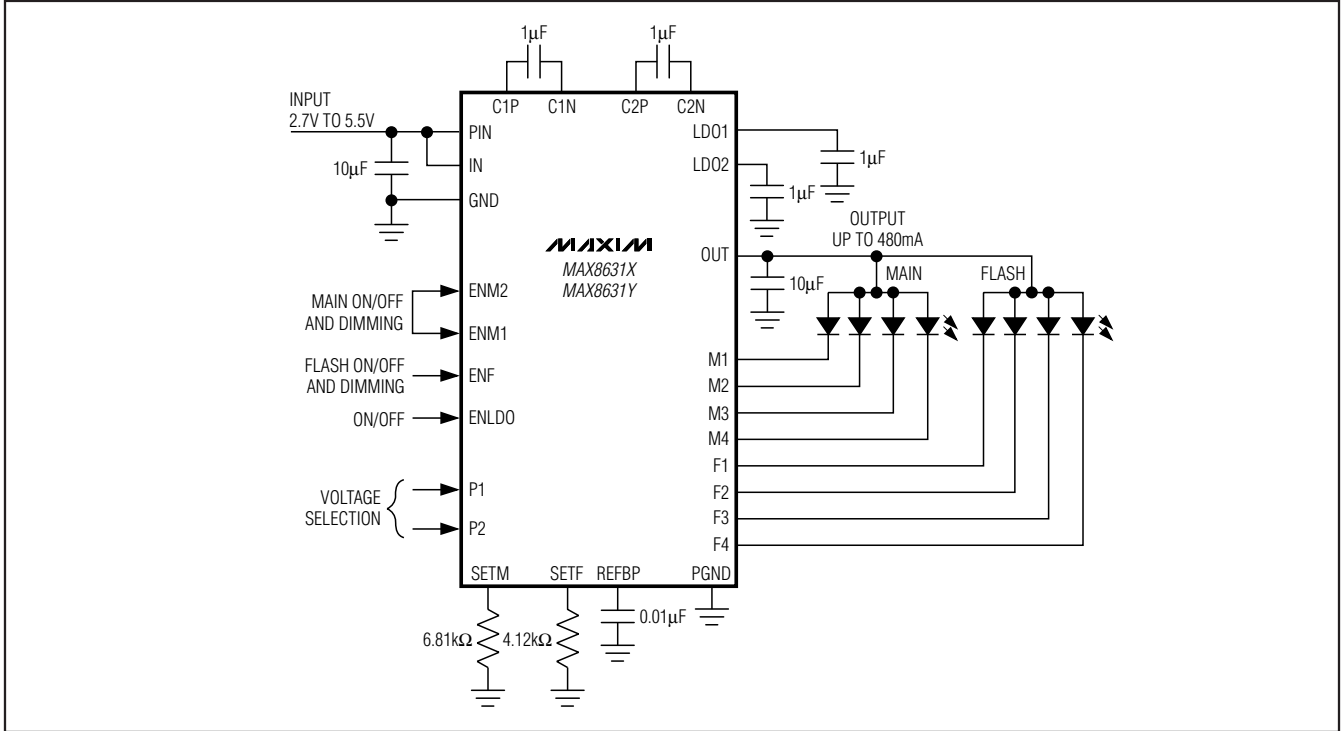 1μF
1μF
INPUT
2.7V TO 5.5V
C1P
C1N
C2P
C2N
PIN
LDO1
10μF
IN
LDO2
1μF
GND
1μF
OUTPUT
UP TO 480mA
MAXIM
MAX8631X
MAX8631Y
OUT
MAIN
FLASH
10μF
MAIN ON/OFF
AND DIMMING
ENM2
ENM1
FLASH ON/OFF
AND DIMMING
ENF
ON/OFF
ENLDO
M1
M2
M3
M4
F1
F2
F3
F4
VOLTAGE
SELECTION
P1
P2
SETM
SETF
REFBP
PGND
6.81kΩ
4.12kΩ
0.01μF